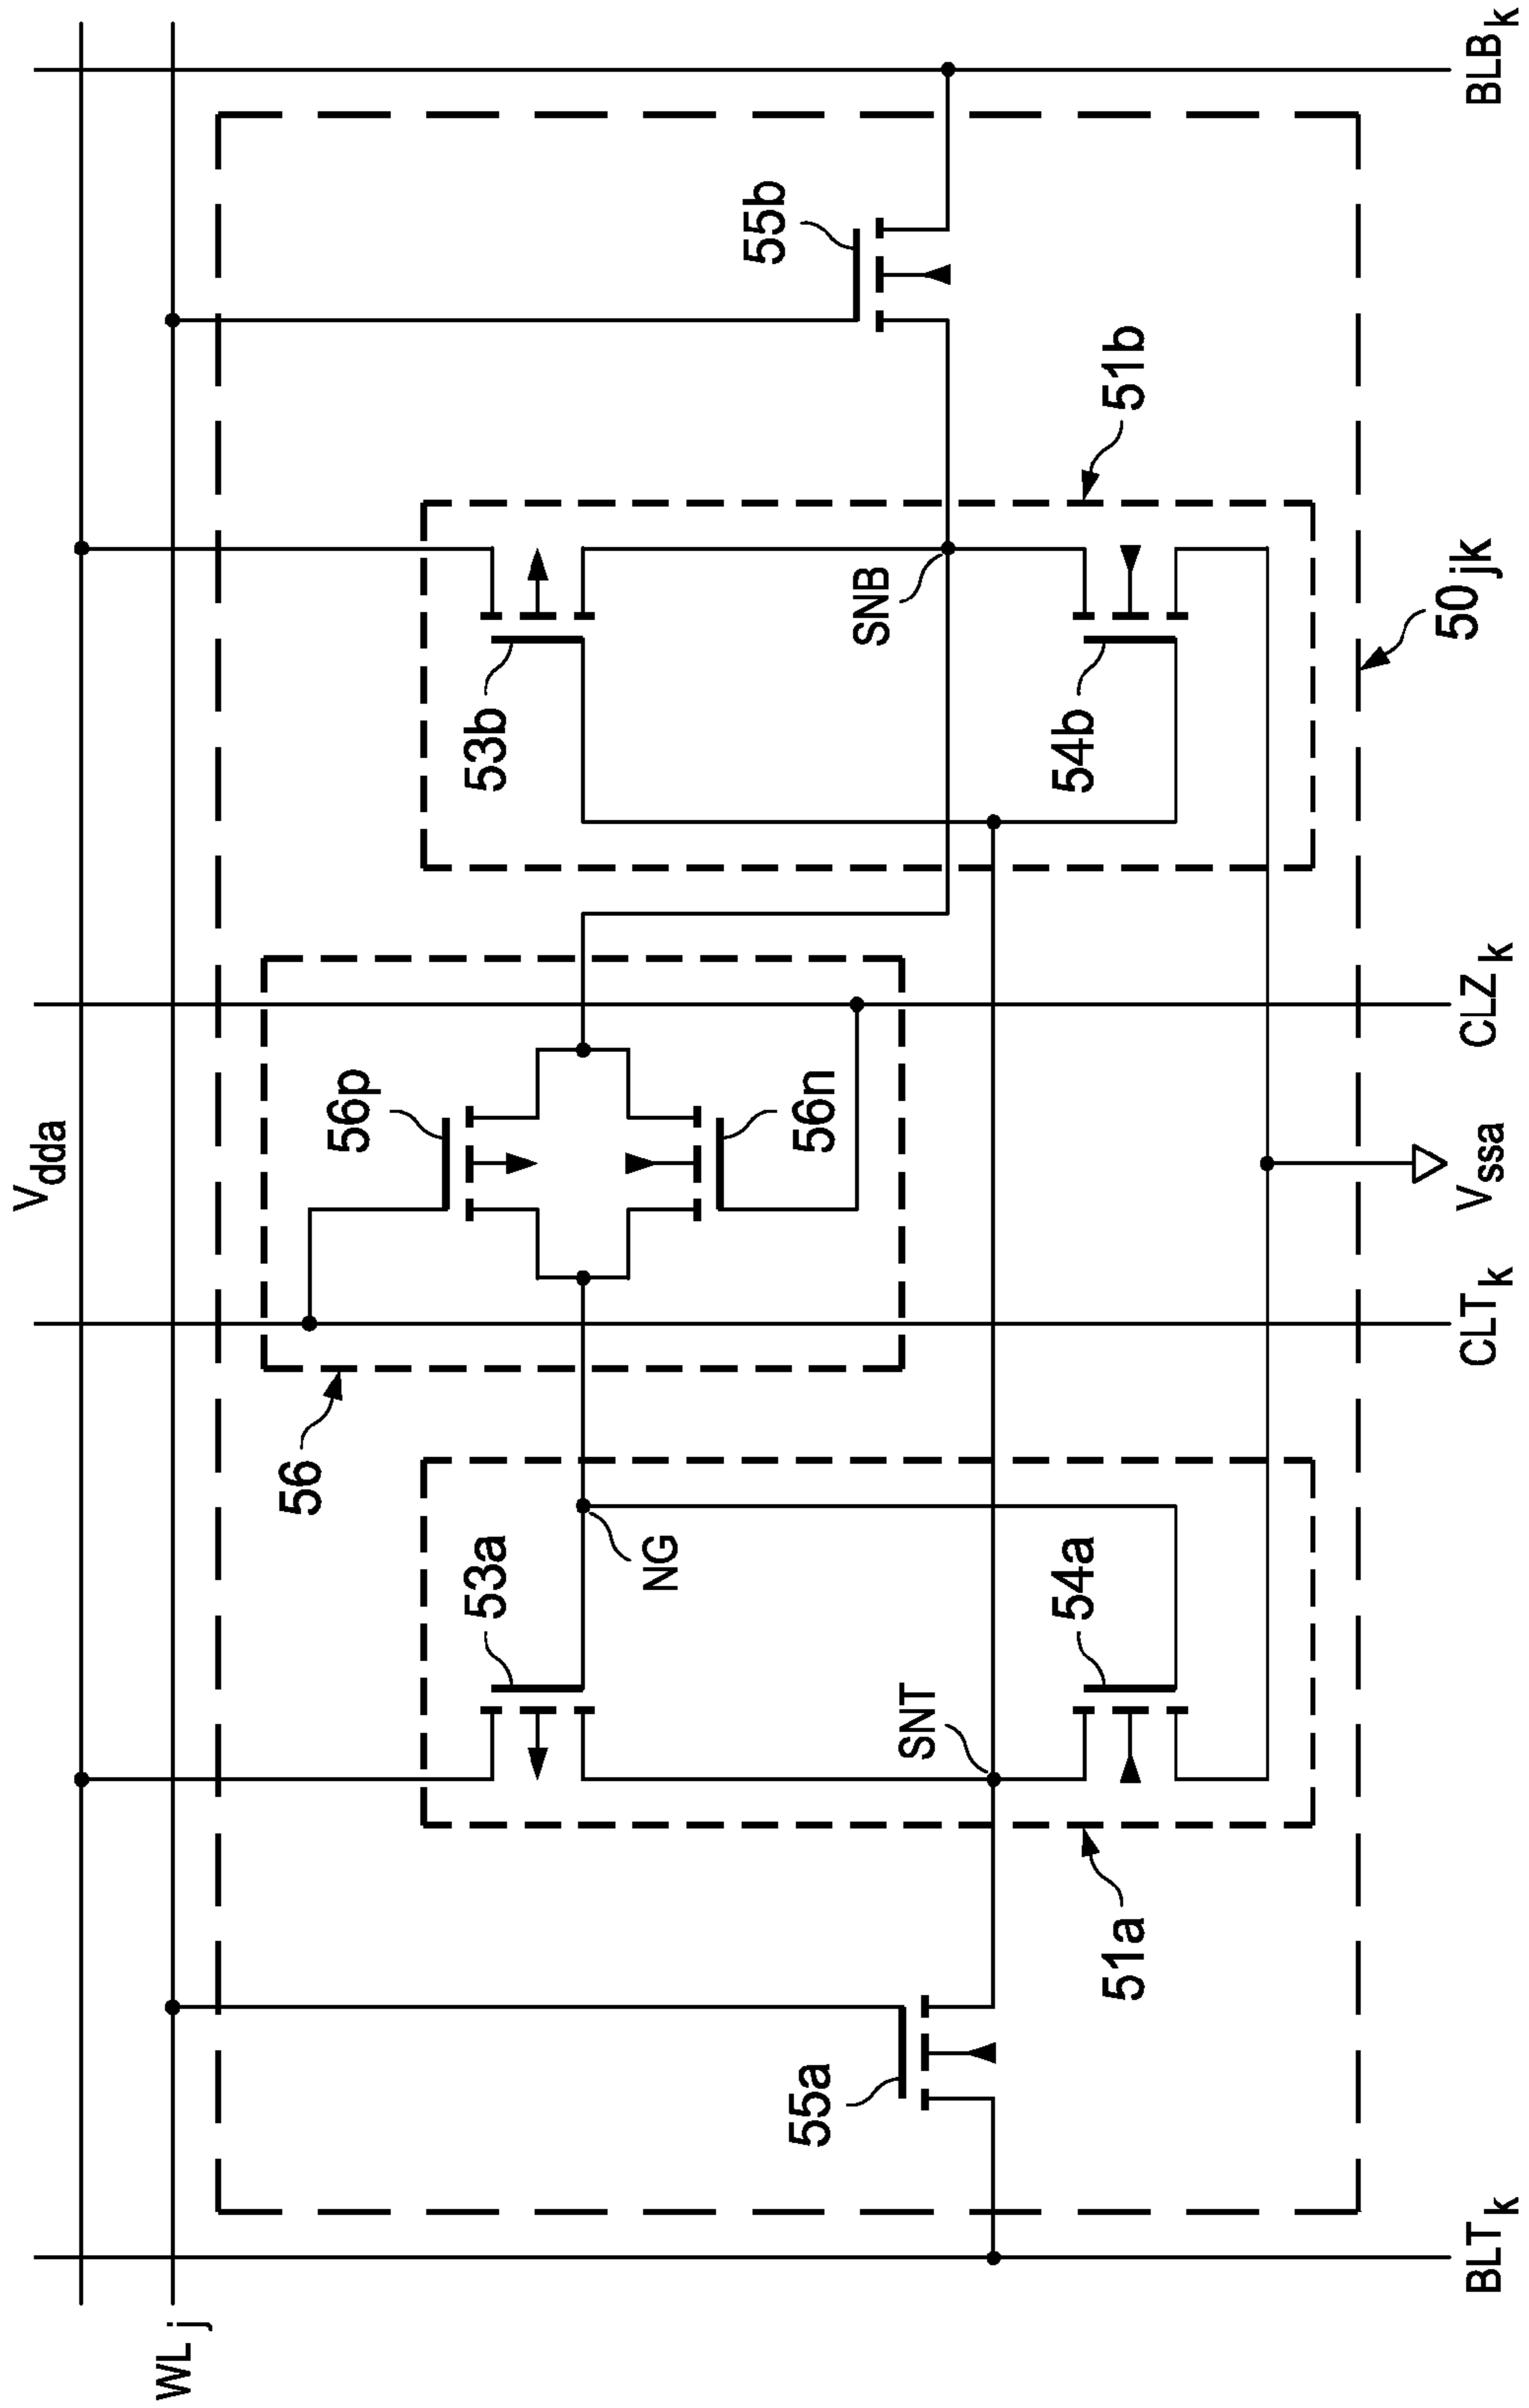 Vdda
WLj
56p
56
56n
55b
53a
53b
NG
SNB
SNT
55a
54a
54b
51a
51b
50jk
BLTk
CLTk
Vssa
CLZk
BLBk